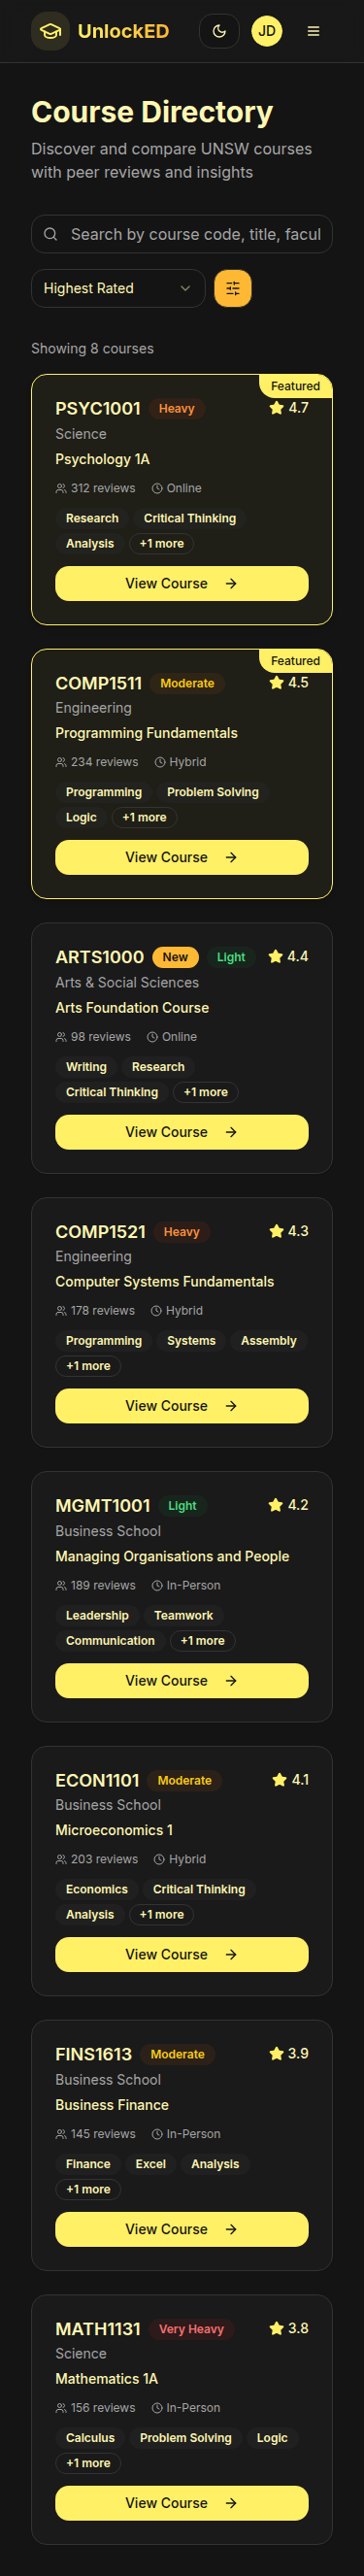 UnlockED
JD
Course Directory
Discover and compare UNSW courses
with peer reviews and insights
Search by course code, title, facul
Highest Rated
Showing 8 courses
Featured
PSYC1001 Heavy 4.7
Science
Psychology 1A
312 reviews Online
Research Critical Thinking
Analysis +1 more
View Course
Featured
COMP1511 Moderate 4.5
Engineering
Programming Fundamentals
234 reviews Hybrid
Programming Problem Solving
Logic +1 more
View Course
ARTS1000 New Light 4.4
Arts & Social Sciences
Arts Foundation Course
98 reviews Online
Writing Research
Critical Thinking +1 more
View Course
COMP1521 Heavy 4.3
Engineering
Computer Systems Fundamentals
178 reviews Hybrid
Programming Systems Assembly
+1 more
View Course
MGMT1001 Light 4.2
Business School
Managing Organisations and People
189 reviews In-Person
Leadership Teamwork
Communication +1 more
View Course
ECON1101 Moderate 4.1
Business School
Microeconomics 1
203 reviews Hybrid
Economics Critical Thinking
Analysis +1 more
View Course
FINS1613 Moderate 3.9
Business School
Business Finance
145 reviews In-Person
Finance Excel Analysis
+1 more
View Course
MATH1131 Very Heavy 3.8
Science
Mathematics 1A
156 reviews In-Person
Calculus Problem Solving Logic
+1 more
View Course